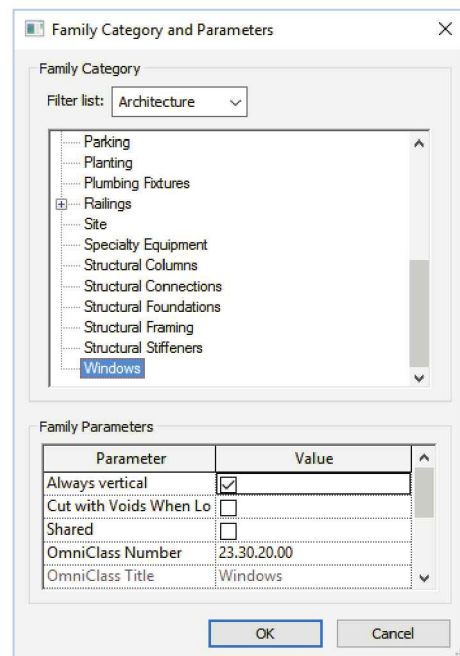 Family Category and Parameters
Family Category
Filter list: Architecture
Parking
Planting
Plumbing Fixtures
Railings
Site
Specialty Equipment
Structural Columns
Structural Connections
Structural Foundations
Structural Framing
Structural Stiffeners
Windows
Family Parameters
Parameter Value
Always vertical
Cut with Voids When Lo
Shared
OmniClass Number 23.30.20.00
OmniClass Title Windows
OK Cancel